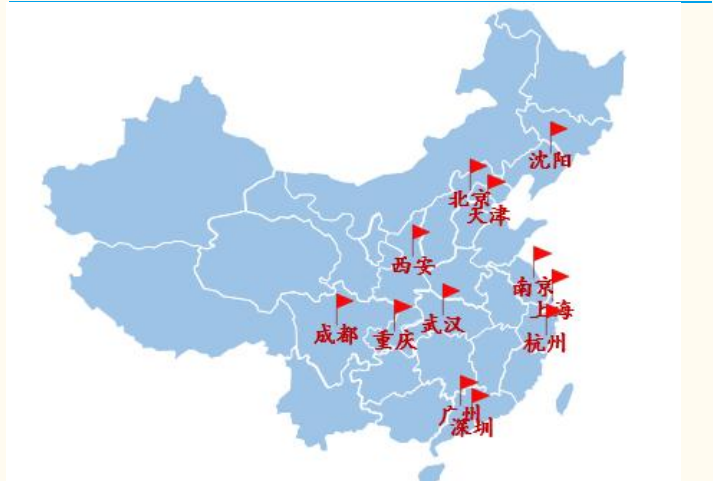 沈阳
北京
天津
西安
南京
上海
成都
重庆
武汉
杭州
广州
深圳